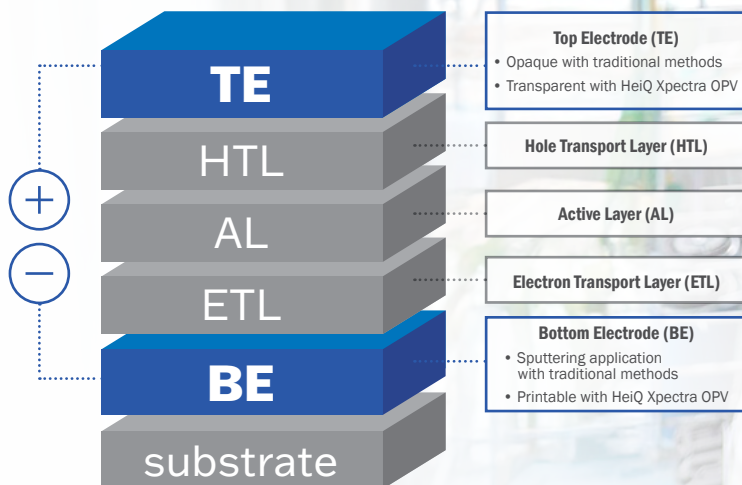 TE
HTL
AL
ETL
BE
substrate
+
−
Top Electrode (TE)
• Opaque with traditional methods
• Transparent with HeiQ Xpectra OPV
Hole Transport Layer (HTL)
Active Layer (AL)
Electron Transport Layer (ETL)
Bottom Electrode (BE)
• Sputtering application
with traditional methods
• Printable with HeiQ Xpectra OPV